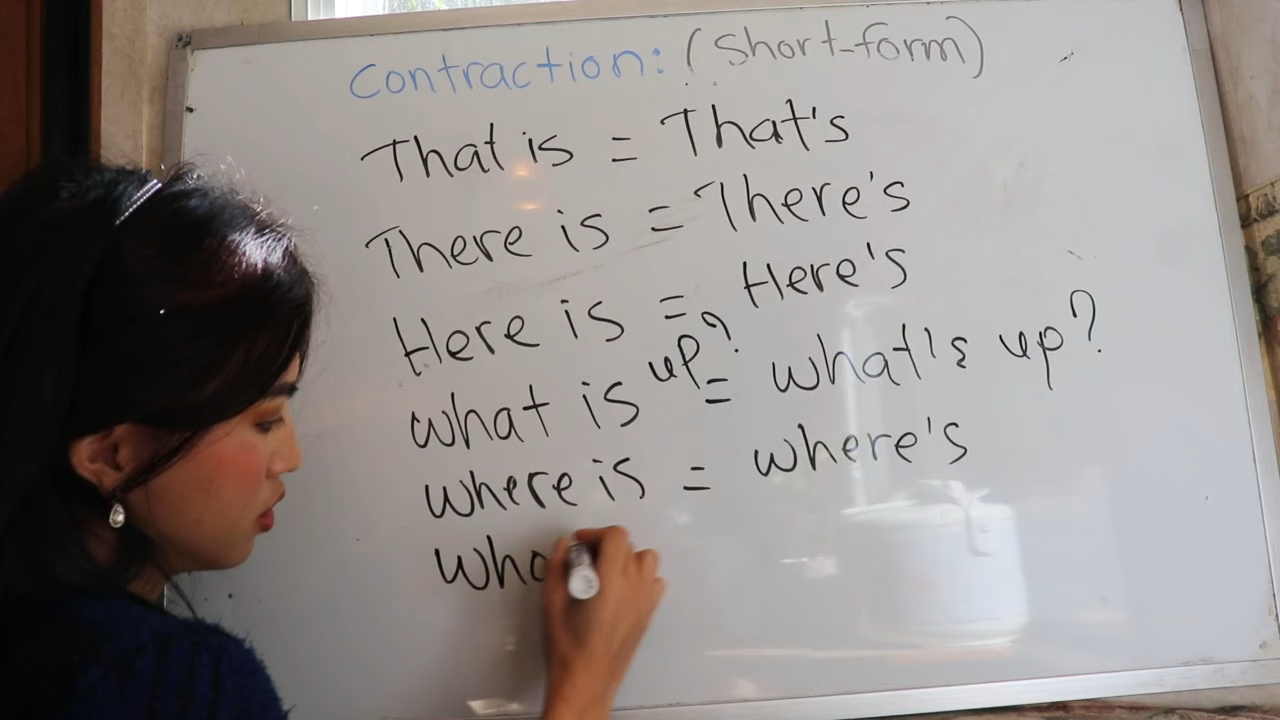 Contraction: (Short-form)
That is = That's
There is = There's
Here is = Here's
what is up? = what's up?
where is = where's
who